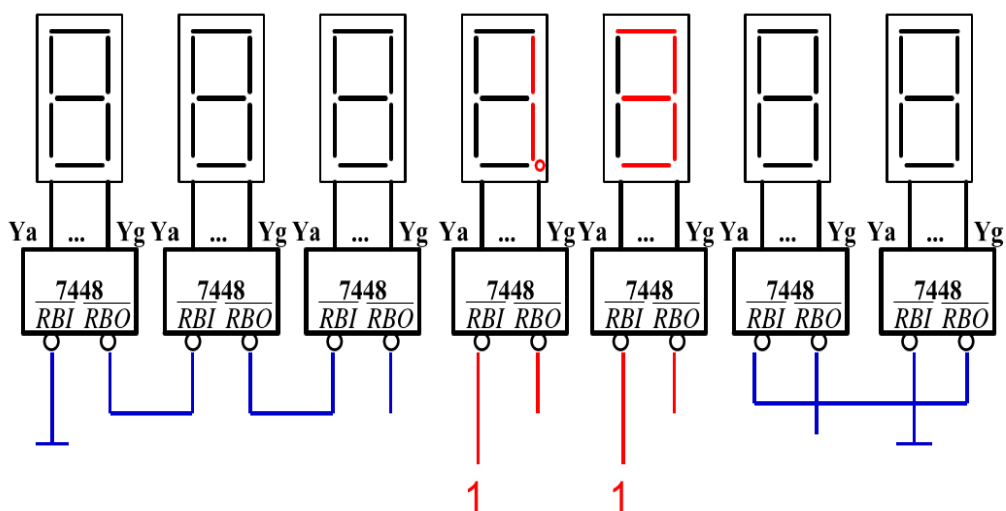 Ya ... Yg Ya ... Yg Ya ... Yg Ya ... Yg Ya ... Yg Ya ... Yg Ya ... Yg
7448 7448 7448 7448 7448 7448 7448
RBI RBO RBI RBO RBI RBO RBI RBO RBI RBO RBI RBO RBI RBO
1 1